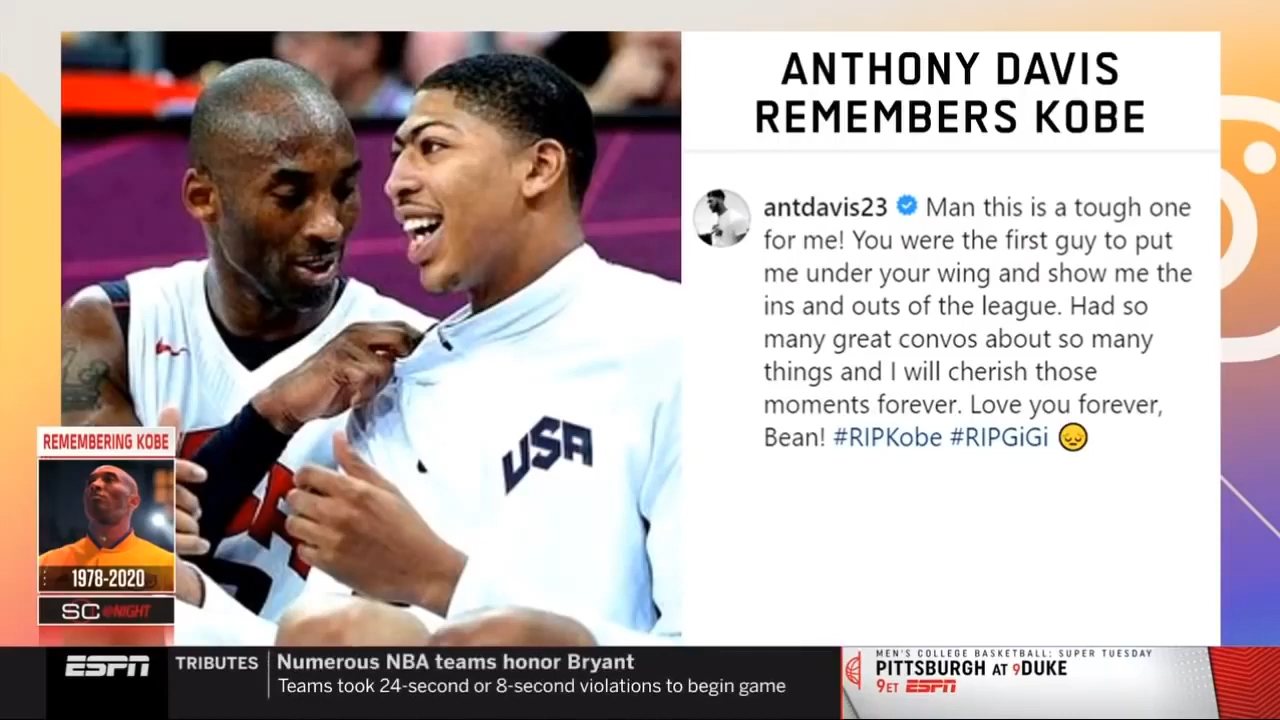 ANTHONY DAVIS
REMEMBERS KOBE
antdavis23 Man this is a tough one
for me! You were the first guy to put
me under your wing and show me the
ins and outs of the league. Had so
many great convos about so many
things and I will cherish those
moments forever. Love you forever,
Bean! #RIPKobe #RIPGiGi 😔
USA
REMEMBERING KOBE
1978-2020
SC@NIGHT
ESPN
TRIBUTES
Numerous NBA teams honor Bryant
Teams took 24-second or 8-second violations to begin game
MEN'S COLLEGE BASKETBALL: SUPER TUESDAY
PITTSBURGH AT 9DUKE
9ET ESPN